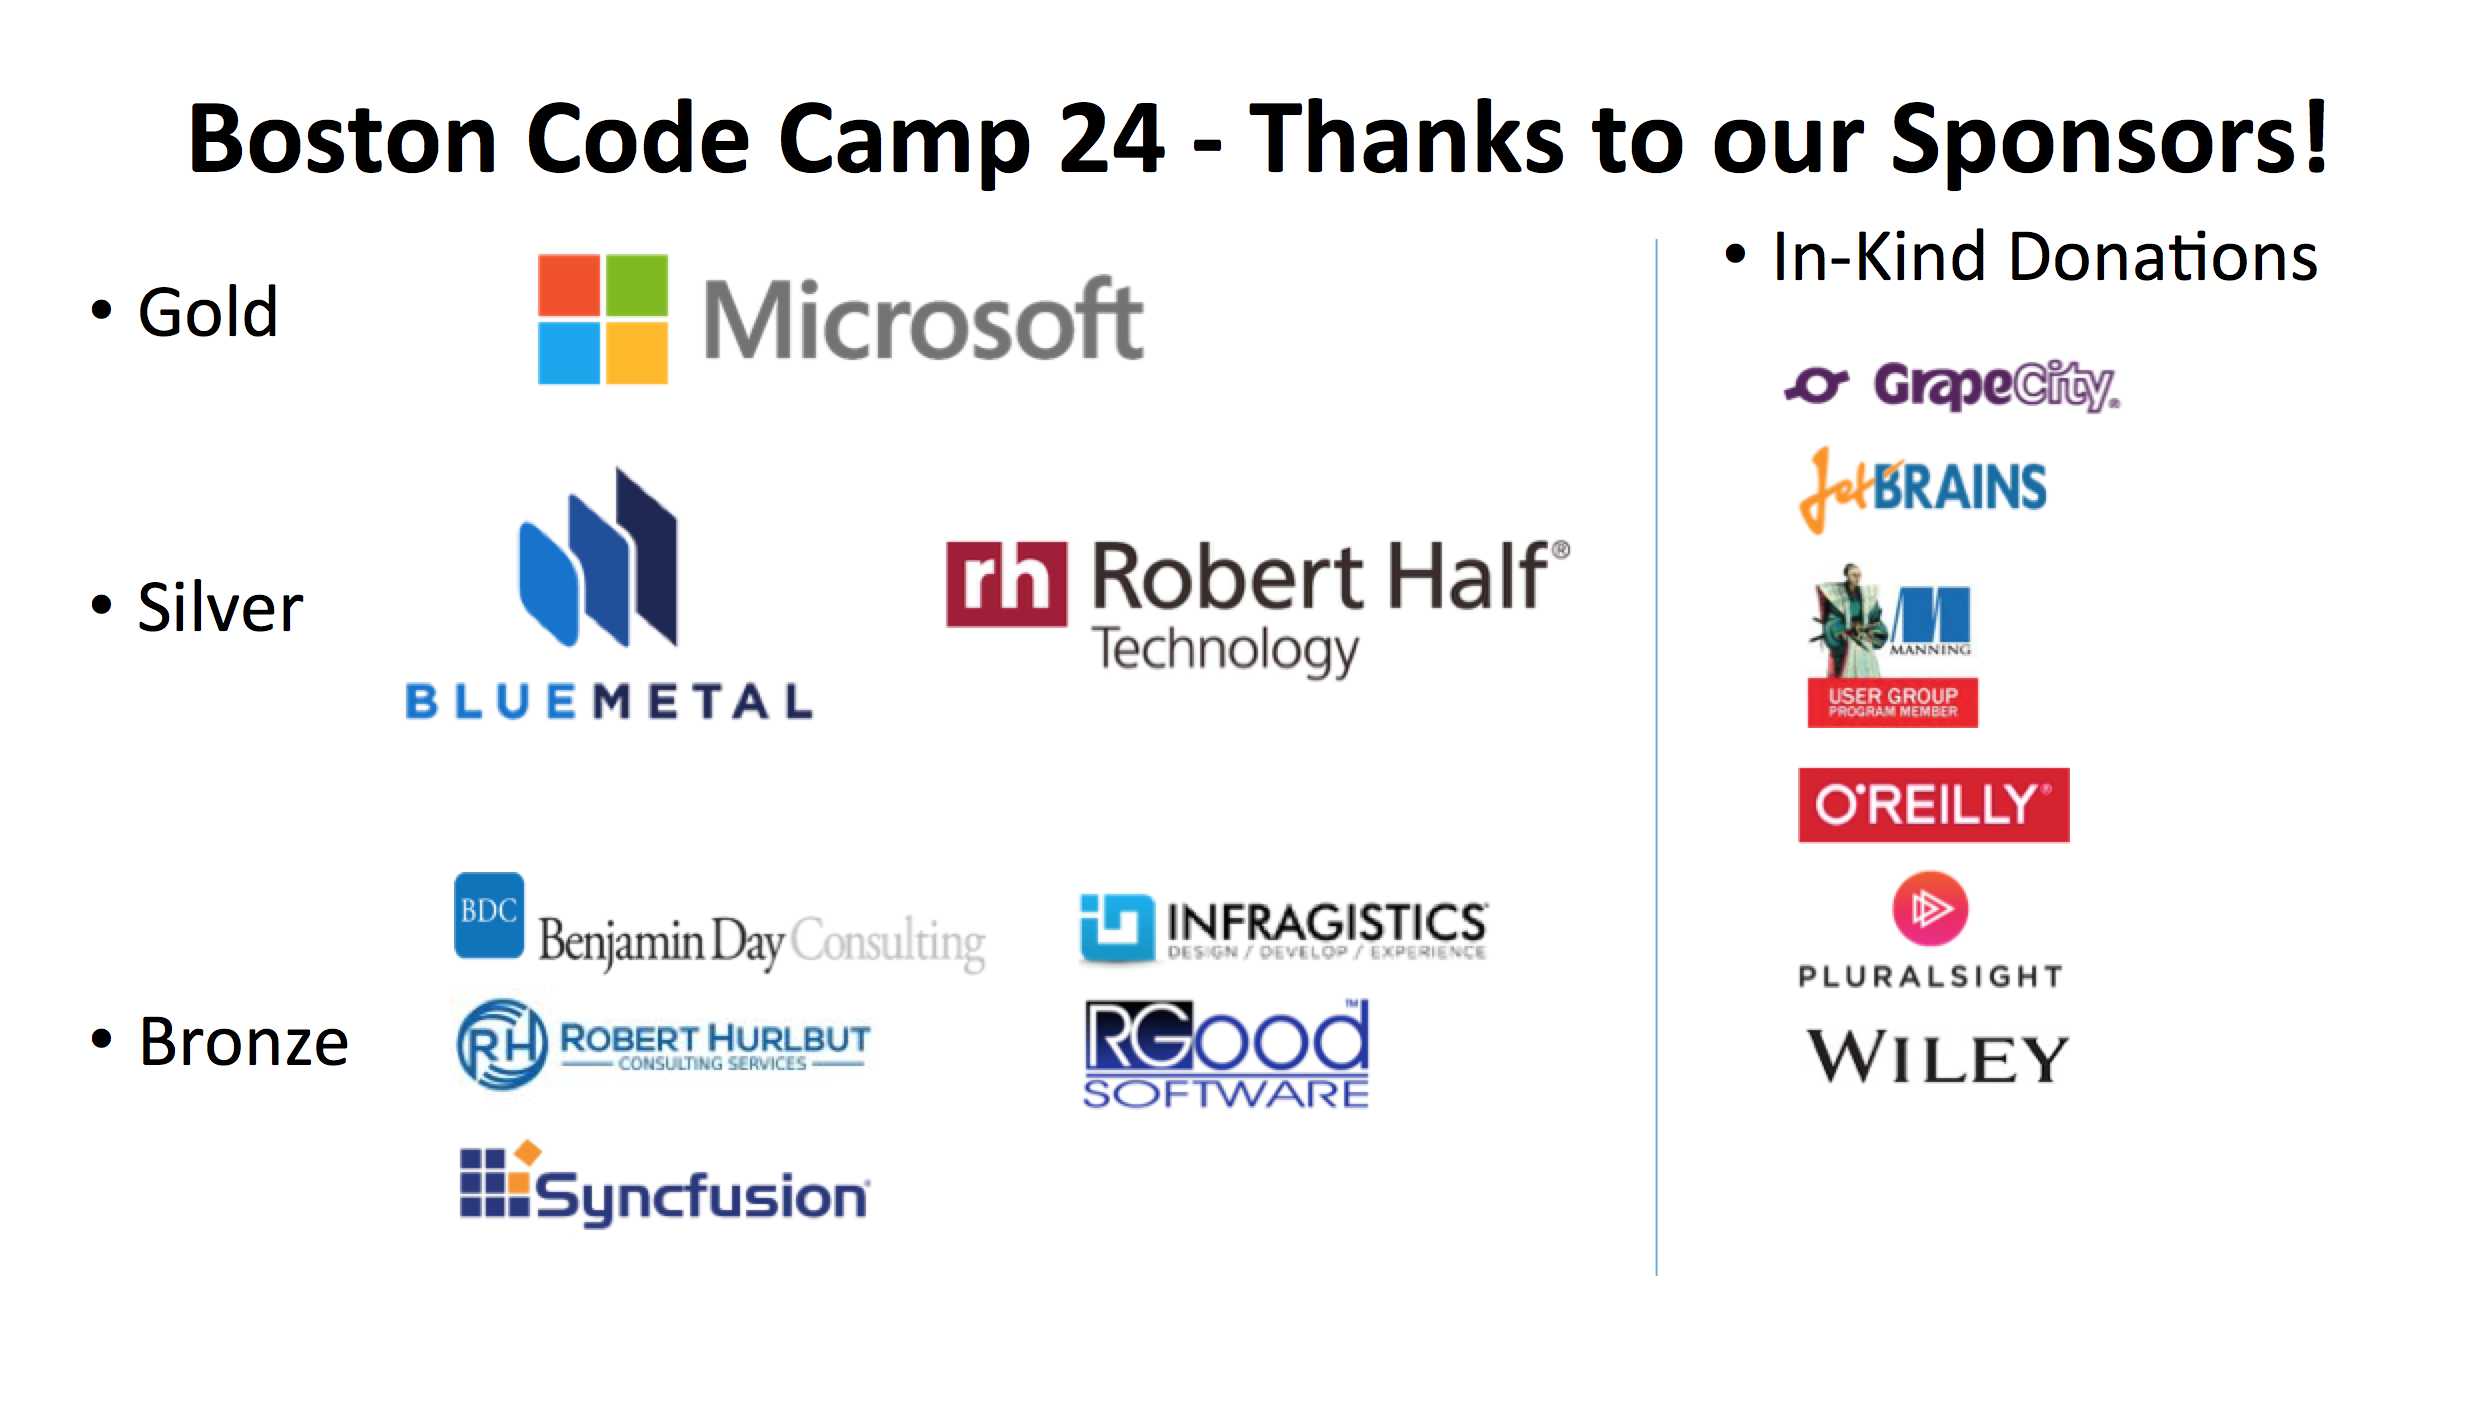 Boston Code Camp 24 - Thanks to our Sponsors!
• Gold
Microsoft
• Silver
BLUEMETAL
rh Robert Half®
Technology
• Bronze
BDC
Benjamin Day Consulting
INFRAGISTICS
DESIGN / DEVELOP / EXPERIENCE
RH ROBERT HURLBUT
CONSULTING SERVICES
RGood™
SOFTWARE
Syncfusion
• In-Kind Donations
GrapeCity®
JetBRAINS
MANNING
USER GROUP
PROGRAM MEMBER
O'REILLY®
PLURALSIGHT
WILEY